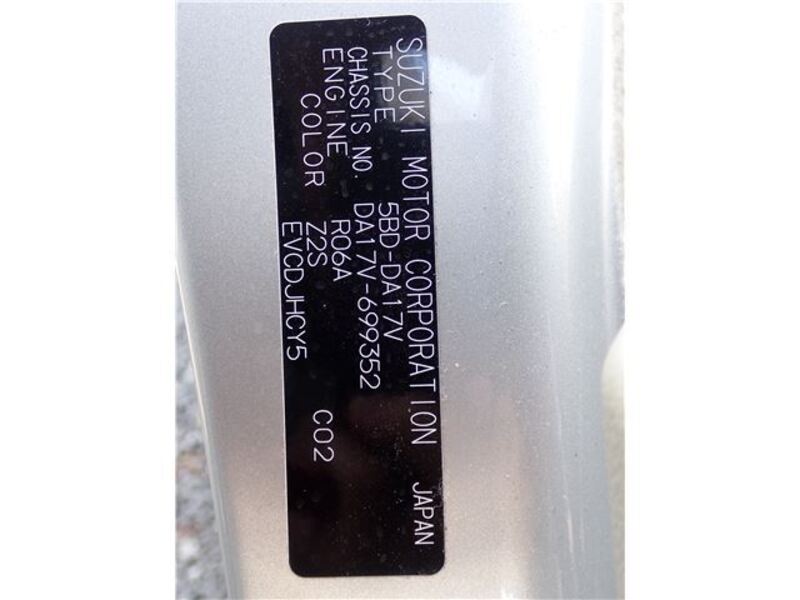 SUZUKI MOTOR CORPORATION JAPAN
TYPE 5BD-DA17V
CHASSIS NO. DA17V-699352
ENGINE R06A
COLOR Z2S C02
EVCDJHCY5